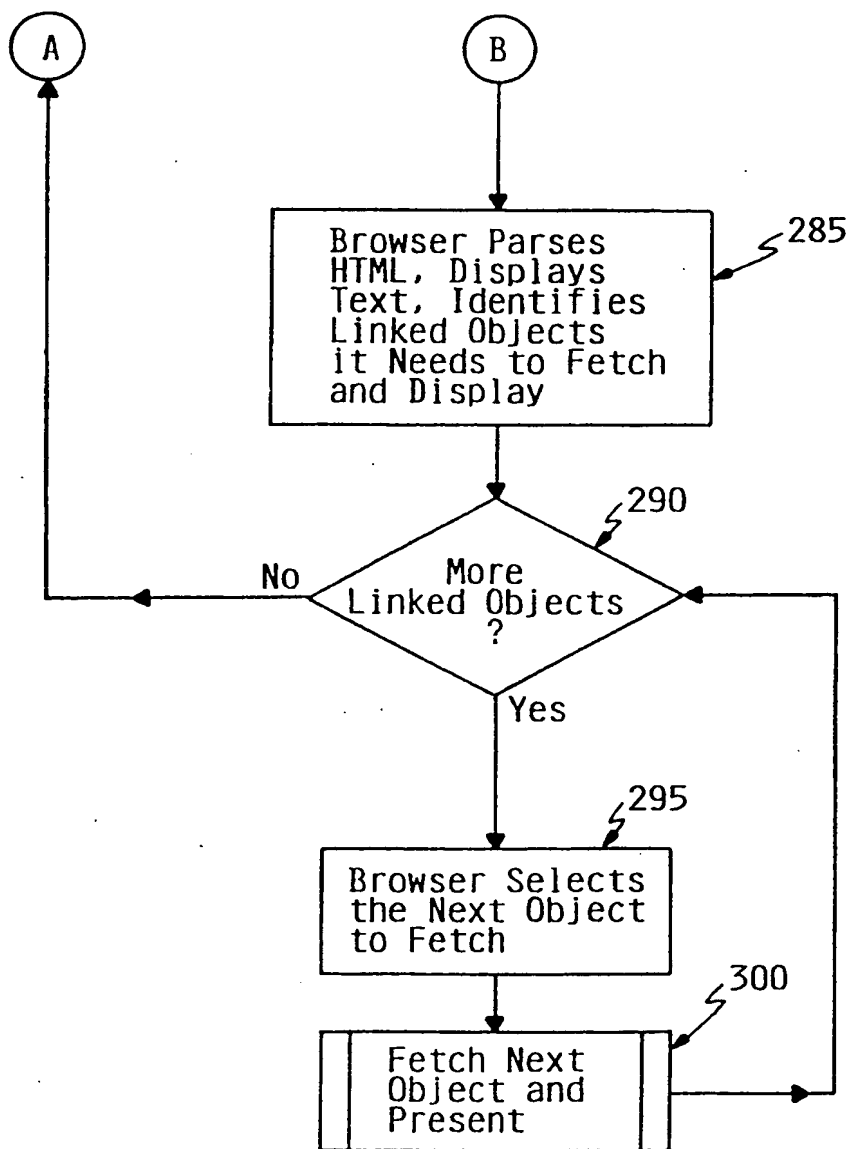 A
B
Browser Parses
HTML, Displays
Text, Identifies
Linked Objects
it Needs to Fetch
and Display
285
290
No
More
Linked Objects
?
Yes
295
Browser Selects
the Next Object
to Fetch
300
Fetch Next
Object and
Present